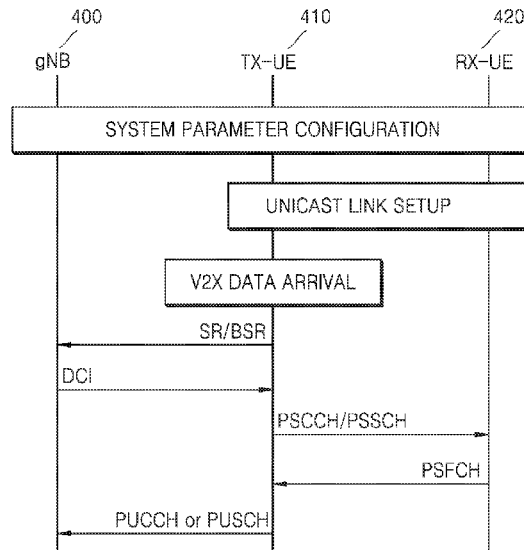 400
410
420
gNB
TX-UE
RX-UE
SYSTEM PARAMETER CONFIGURATION
UNICAST LINK SETUP
V2X DATA ARRIVAL
SR/BSR
DCI
PSCCH/PSSCH
PSFCH
PUCCH or PUSCH